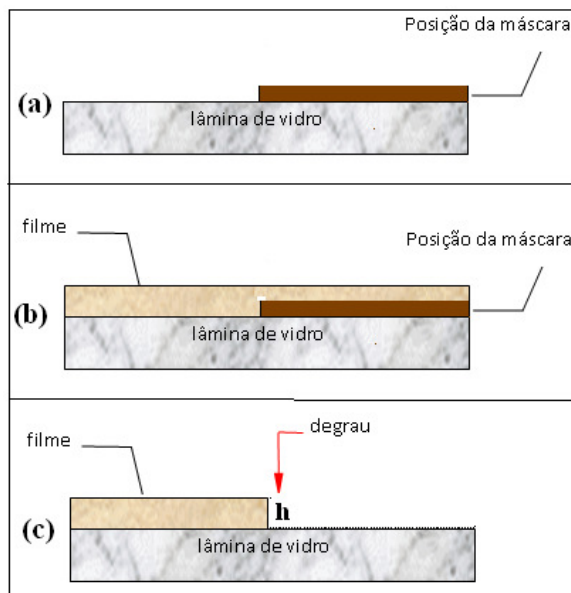 Posição da máscara
(a)
lâmina de vidro
filme
Posição da máscara
(b)
lâmina de vidro
degrau
filme
h
(c)
lâmina de vidro